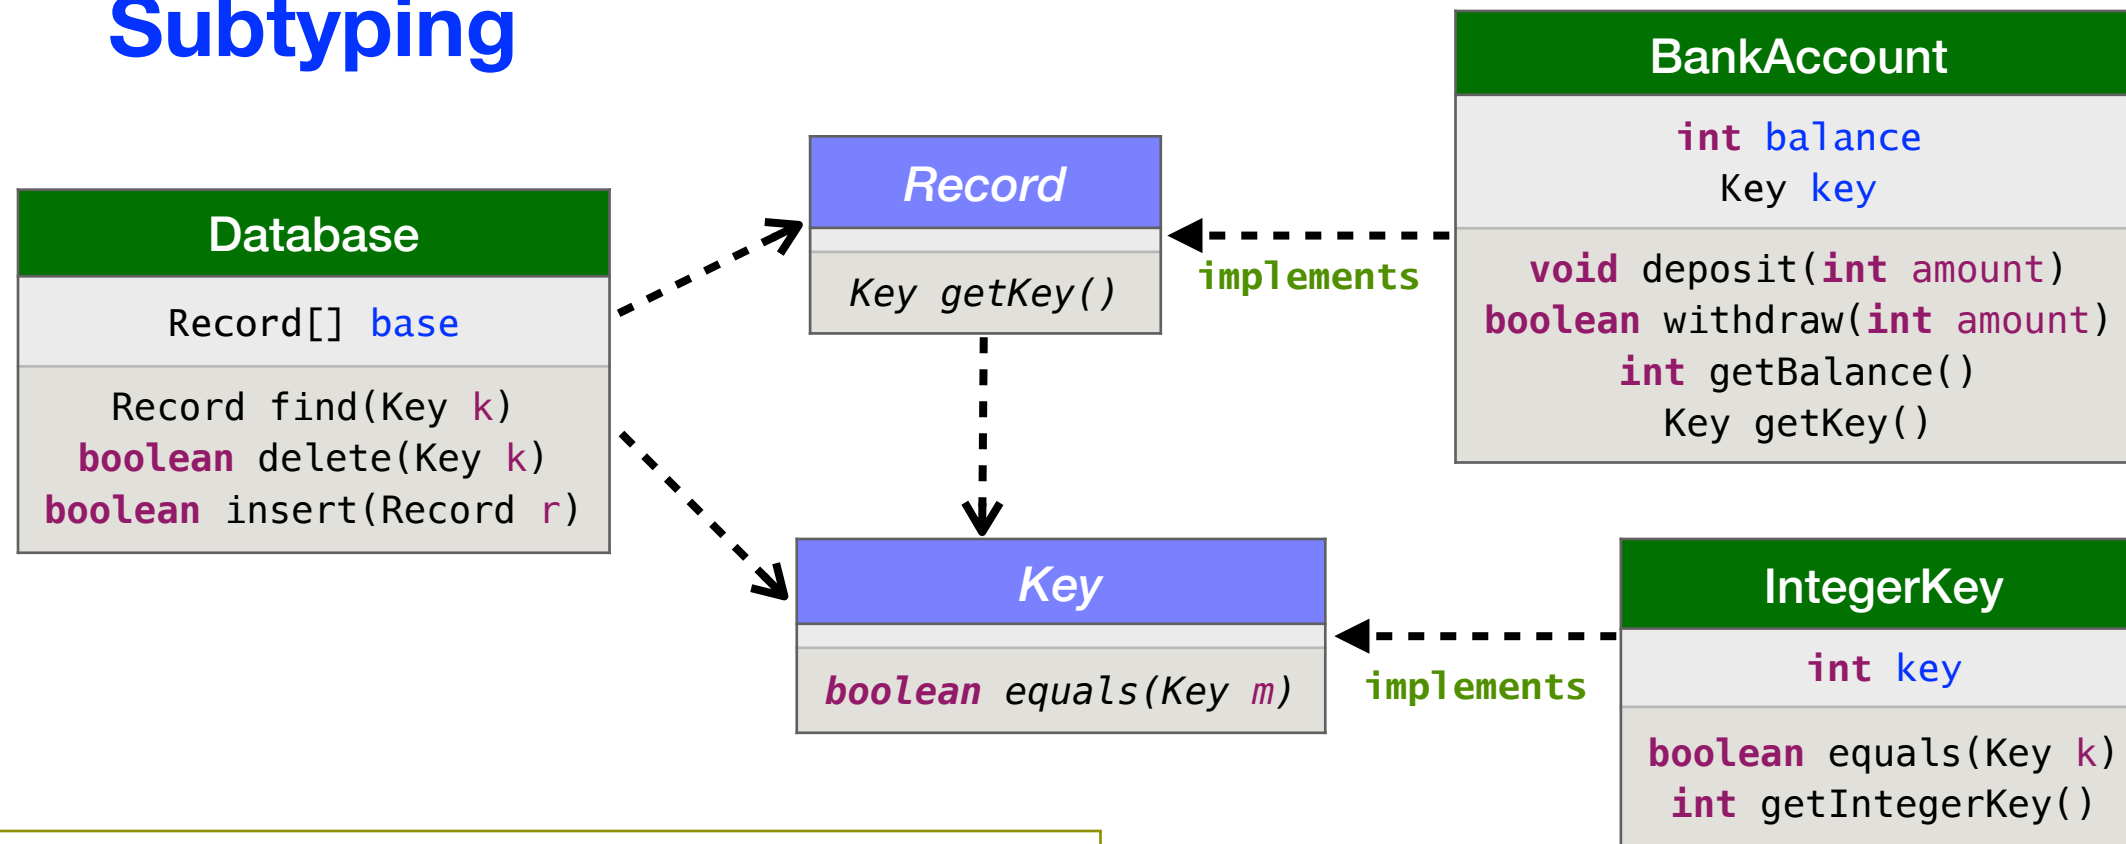 Subtyping
Database
Record[] base
Record find(Key k)
boolean delete(Key k)
boolean insert(Record r)
Record
Key getKey()
implements
BankAccount
int balance
Key key
void deposit(int amount)
boolean withdraw(int amount)
int getBalance()
Key getKey()
Key
boolean equals(Key m)
implements
IntegerKey
int key
boolean equals(Key k)
int getIntegerKey()